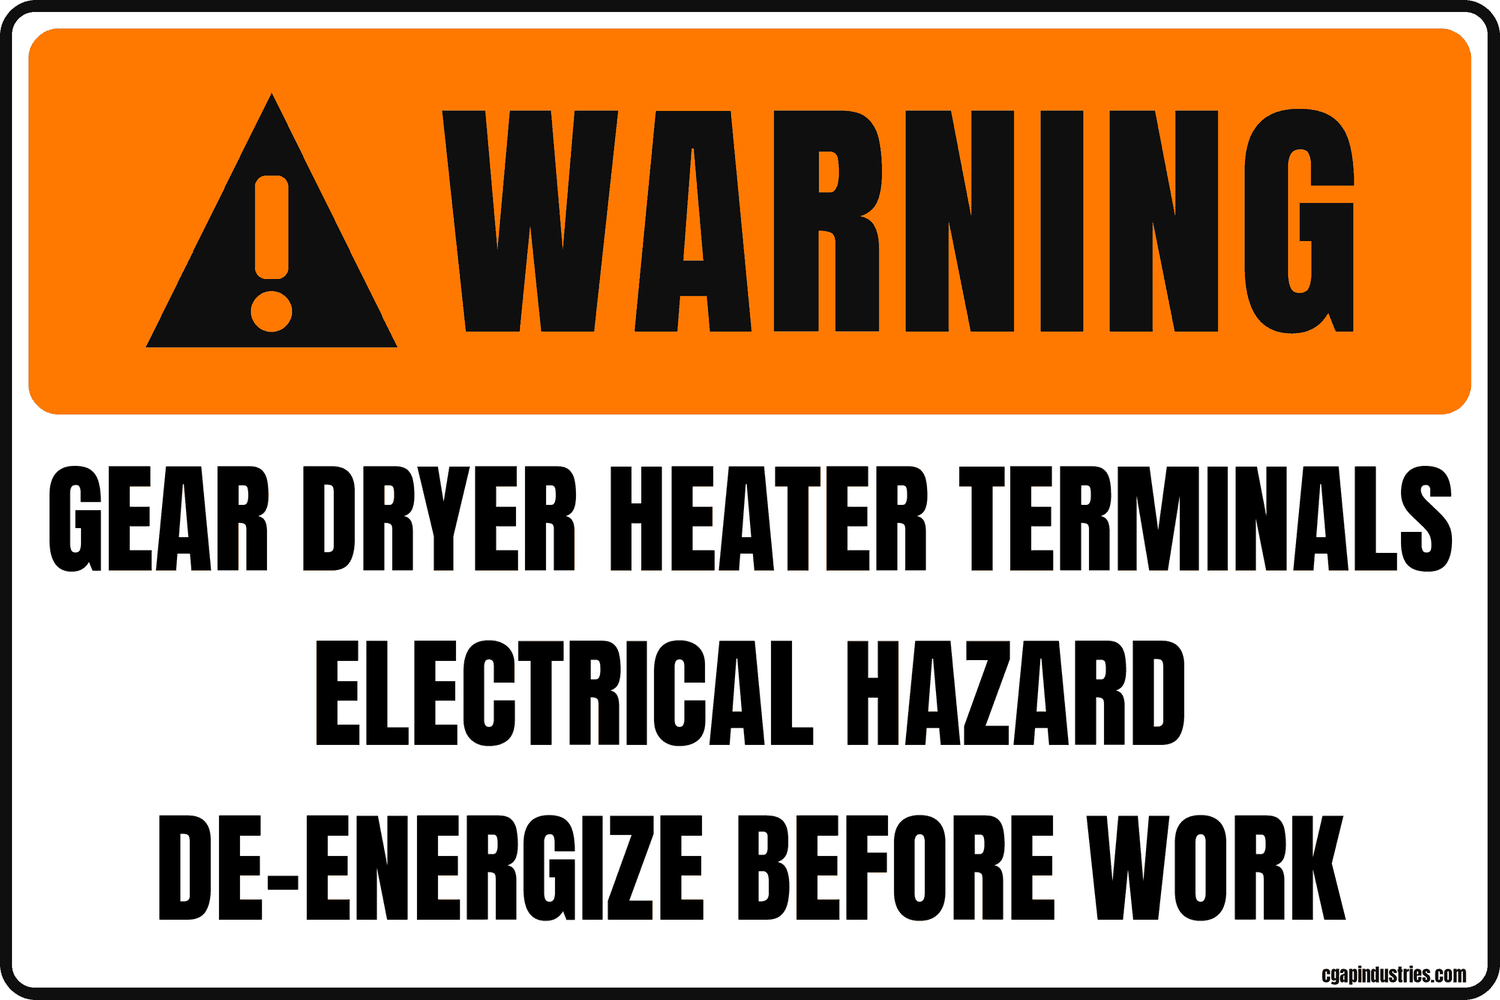 WARNING
GEAR DRYER HEATER TERMINALS
ELECTRICAL HAZARD
DE-ENERGIZE BEFORE WORK
cgapindustries.com